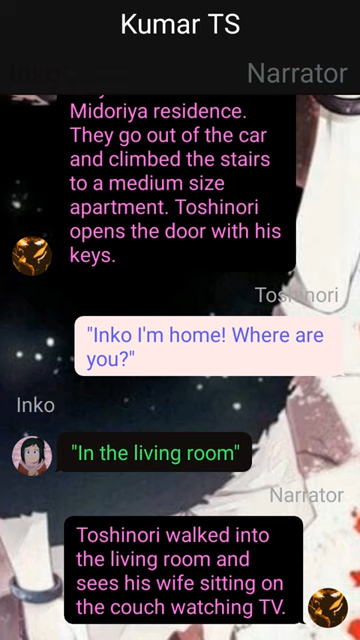 Kumar TS
Inko
Narrator
Midoriya residence.
They go out of the car
and climbed the stairs
to a medium size
apartment. Toshinori
opens the door with his
keys.
Toshinori
"Inko I'm home! Where are
you?"
Inko
"In the living room"
Narrator
Toshinori walked into
the living room and
sees his wife sitting on
the couch watching TV.